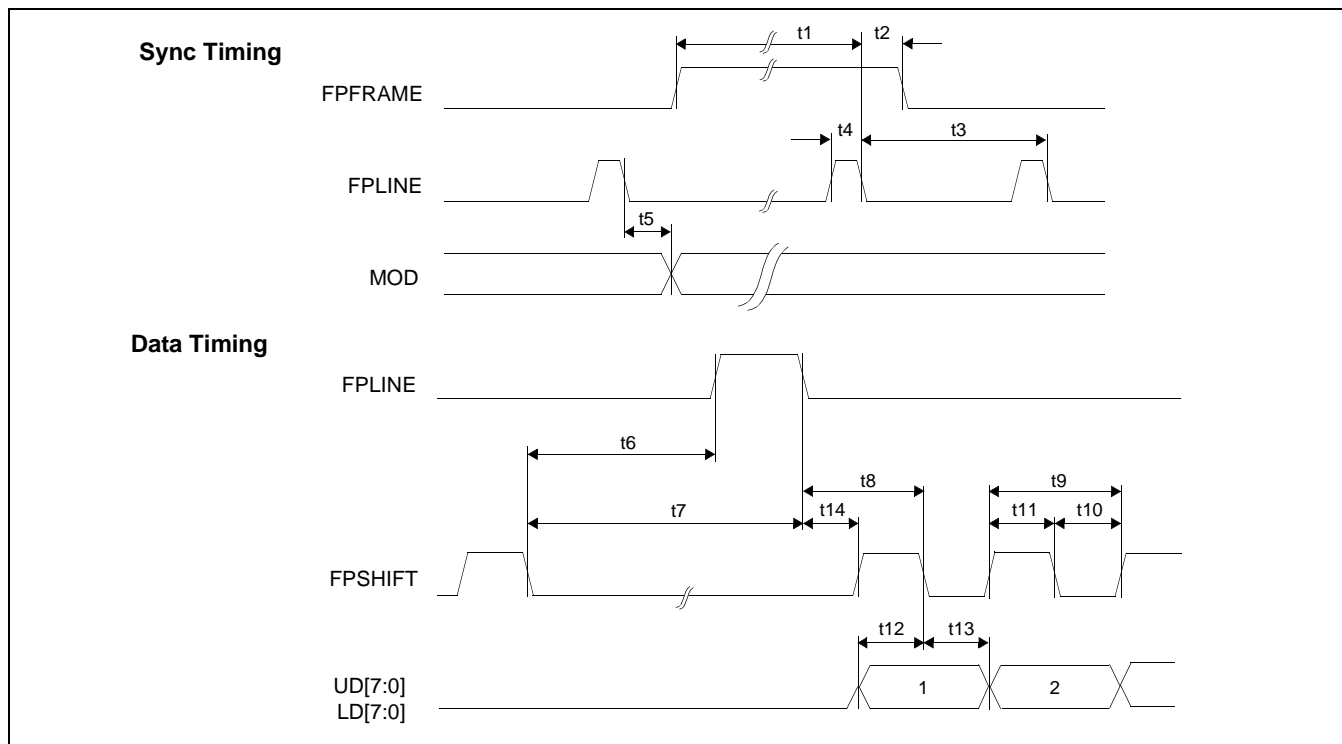 Sync Timing
t1
t2
FPFRAME
t4
t3
FPLINE
t5
MOD
Data Timing
FPLINE
t6
t8
t9
t7
t14
t11
t10
FPSHIFT
t12
t13
UD[7:0]
1
2
LD[7:0]